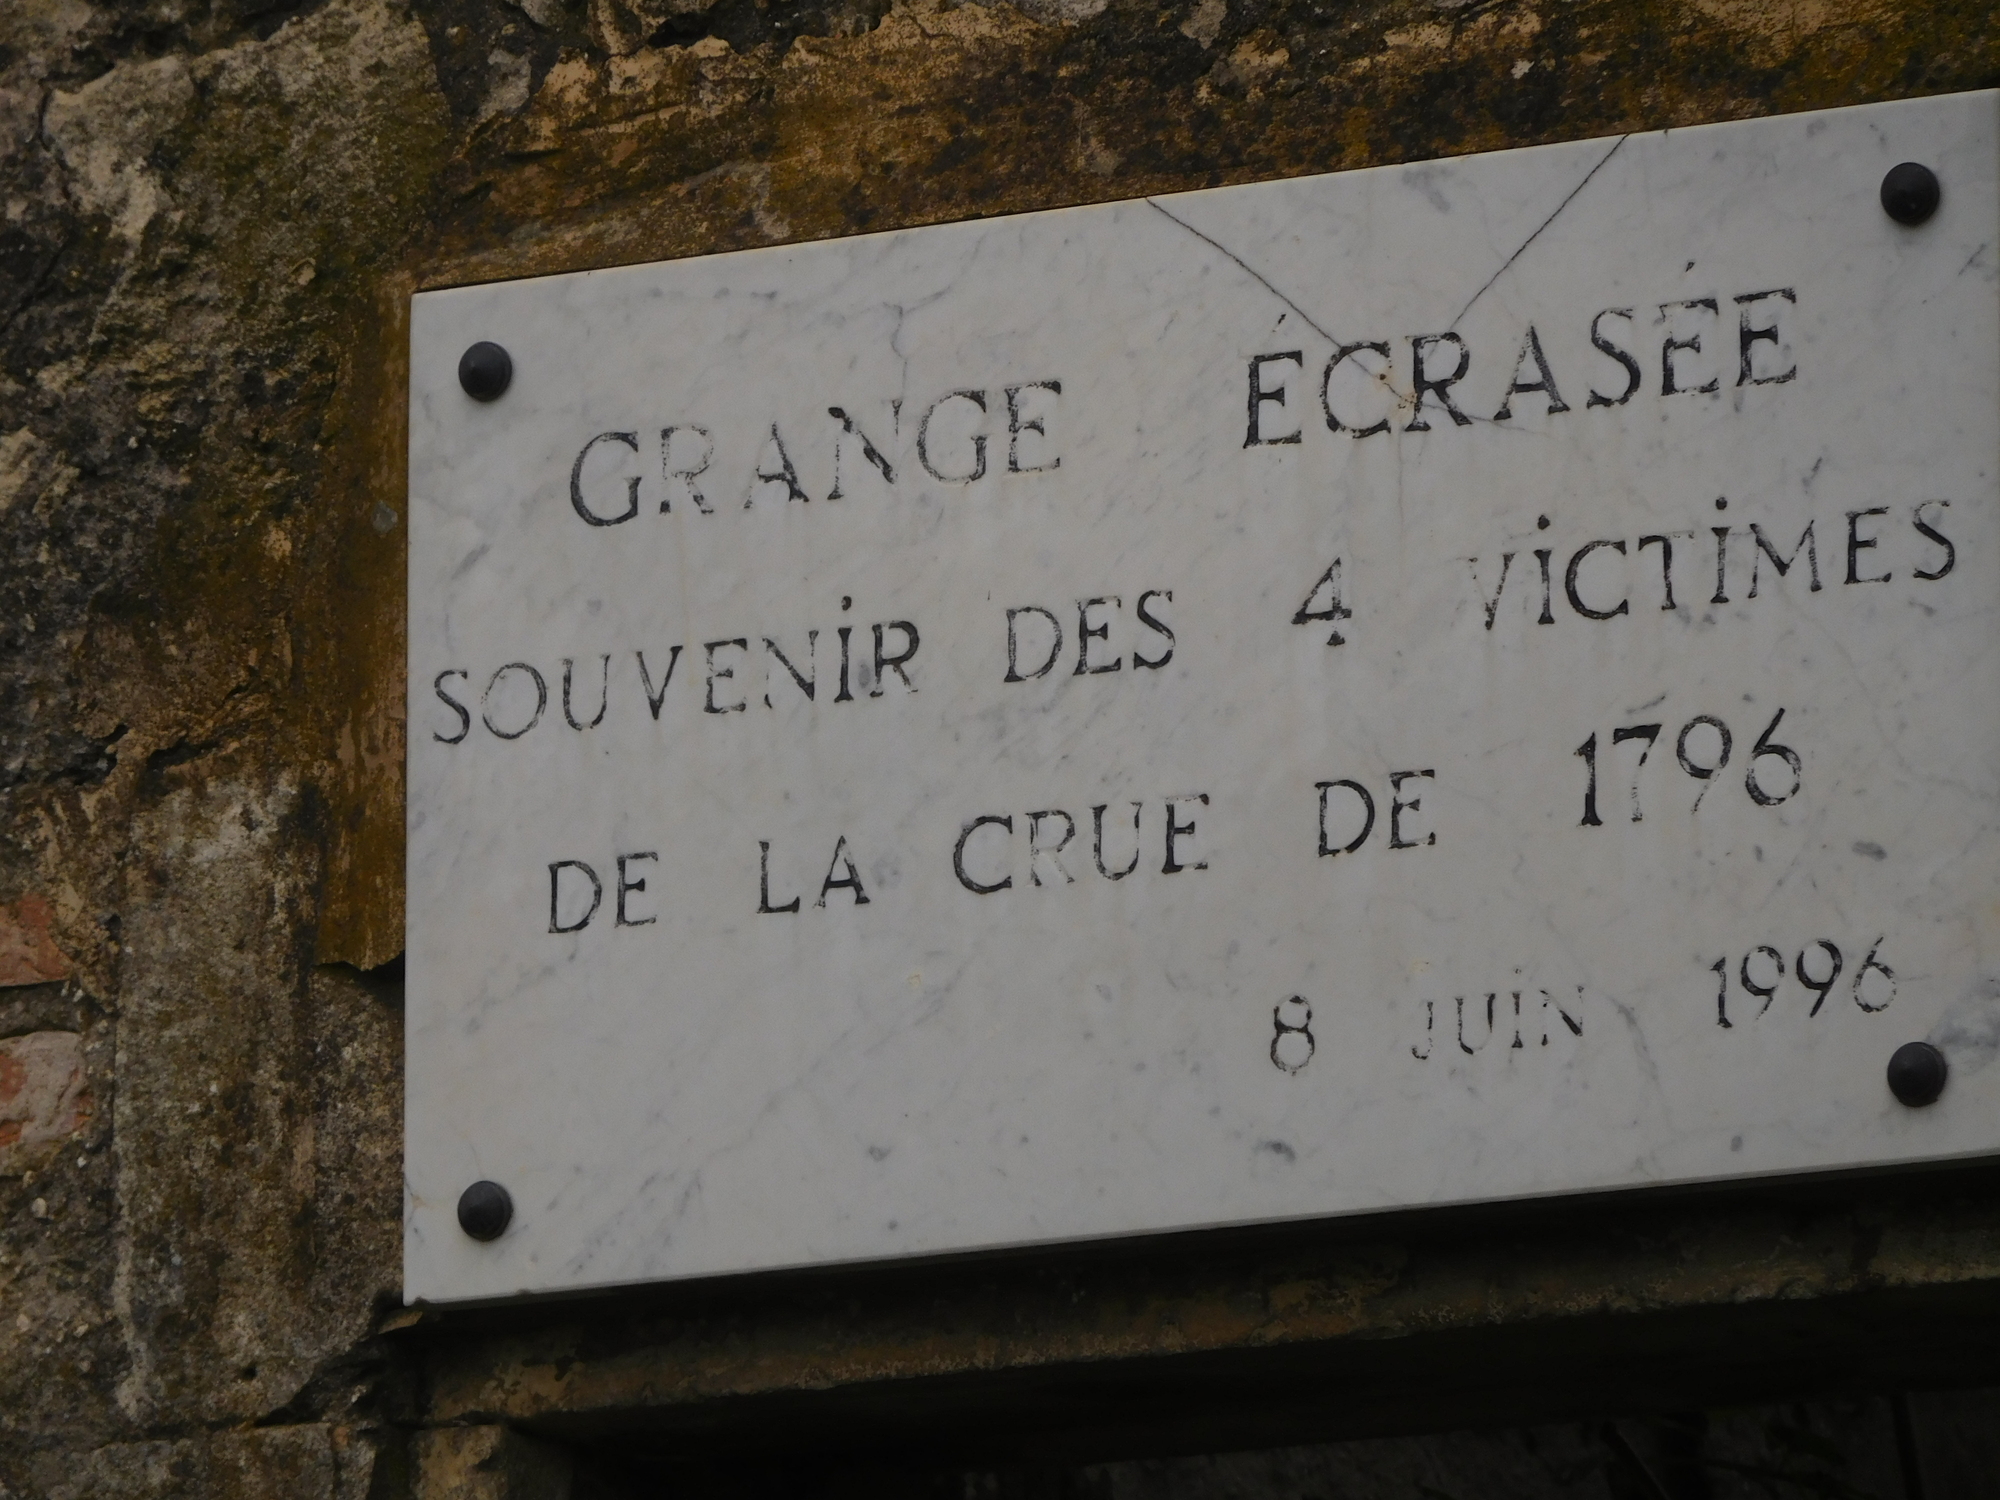 GRANGE ÉCRASÉE
SOUVENIR DES 4 VICTIMES
DE LA CRUE DE 1796
8 JUIN 1996